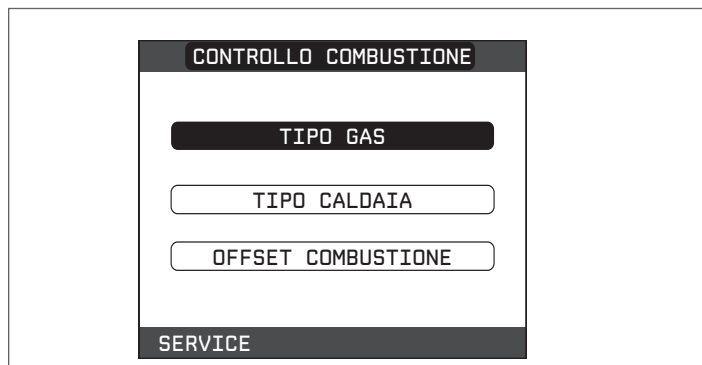 CONTROLLO COMBUSTIONE
TIPO GAS
TIPO CALDAIA
OFFSET COMBUSTIONE
SERVICE